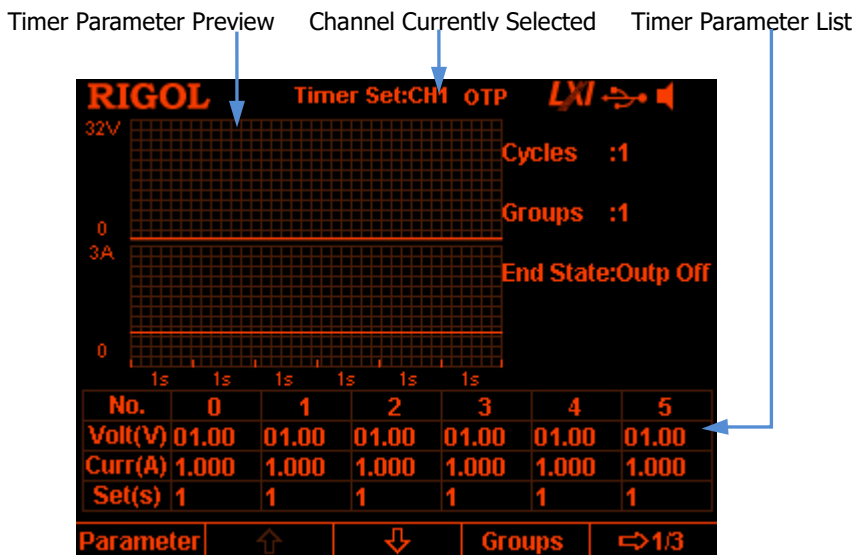 Timer Parameter Preview Channel Currently Selected Timer Parameter List
RIGOL Timer Set:CH1 OTP LXI
32V
Cycles :1
Groups :1
0
3A
End State:Outp Off
0
1s 1s 1s 1s 1s 1s
No. 0 1 2 3 4 5
Volt(V) 01.00 01.00 01.00 01.00 01.00 01.00
Curr(A) 1.000 1.000 1.000 1.000 1.000 1.000
Set(s) 1 1 1 1 1 1
Parameter Groups 1/3